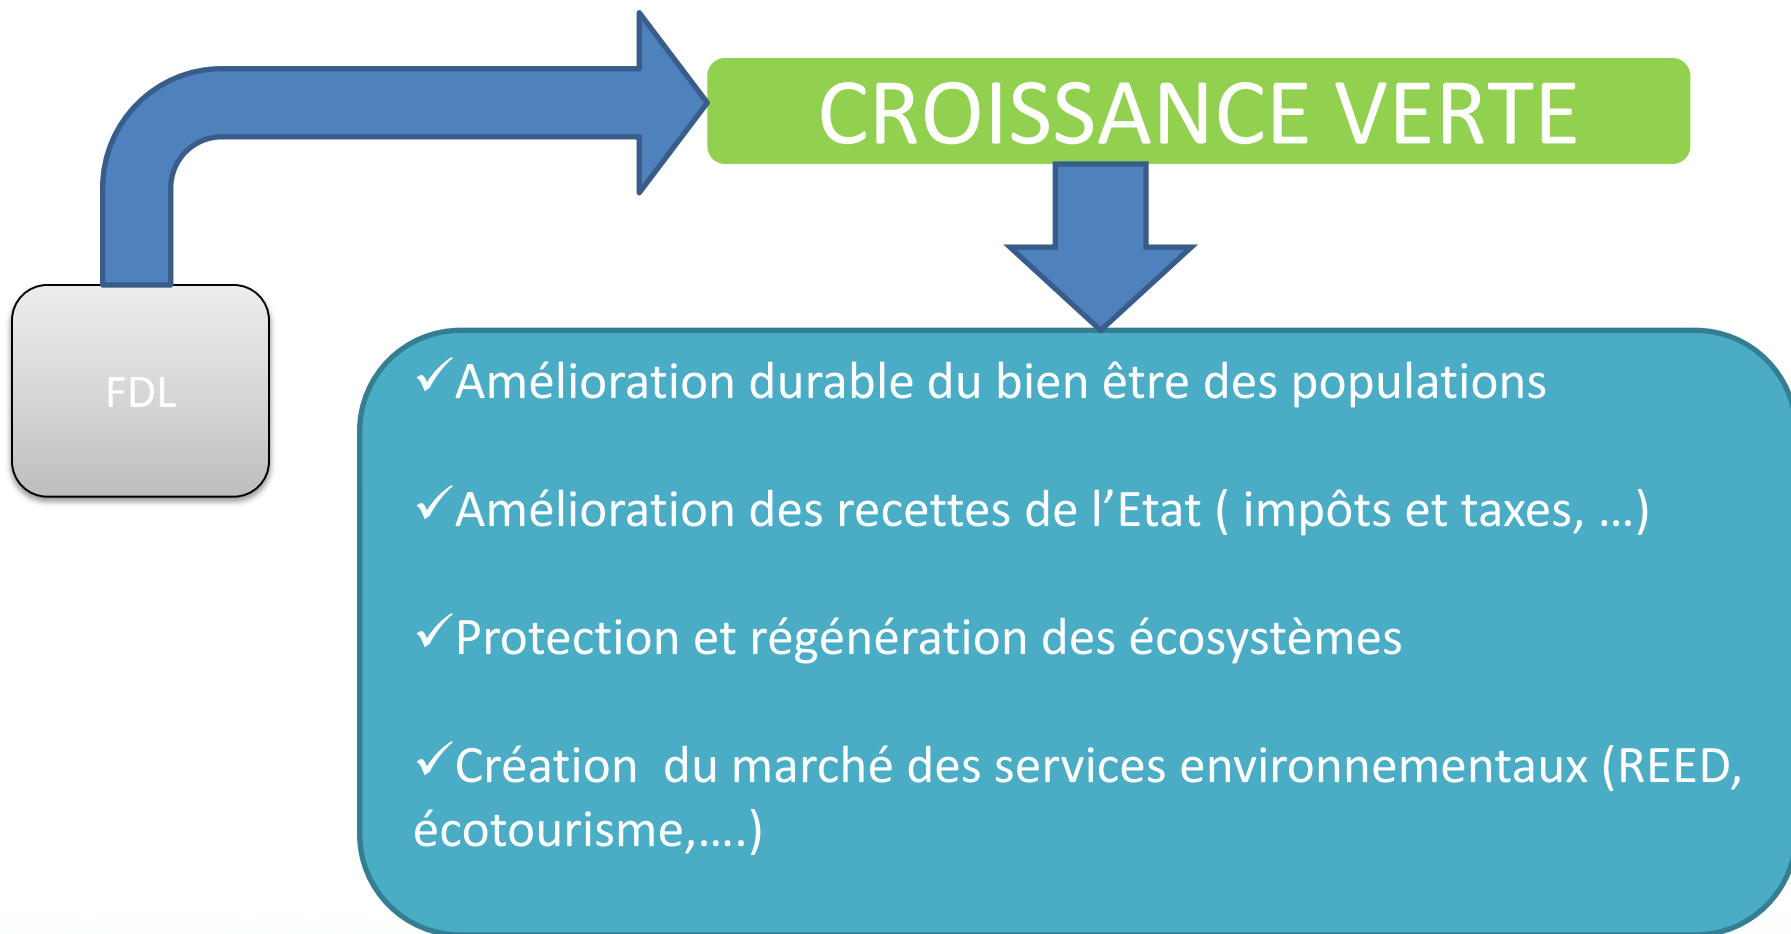 CROISSANCE VERTE
FDL
✓Amélioration durable du bien être des populations
✓Amélioration des recettes de l’Etat ( impôts et taxes, …)
✓Protection et régénération des écosystèmes
✓Création  du marché des services environnementaux (REED,
écotourisme,….)